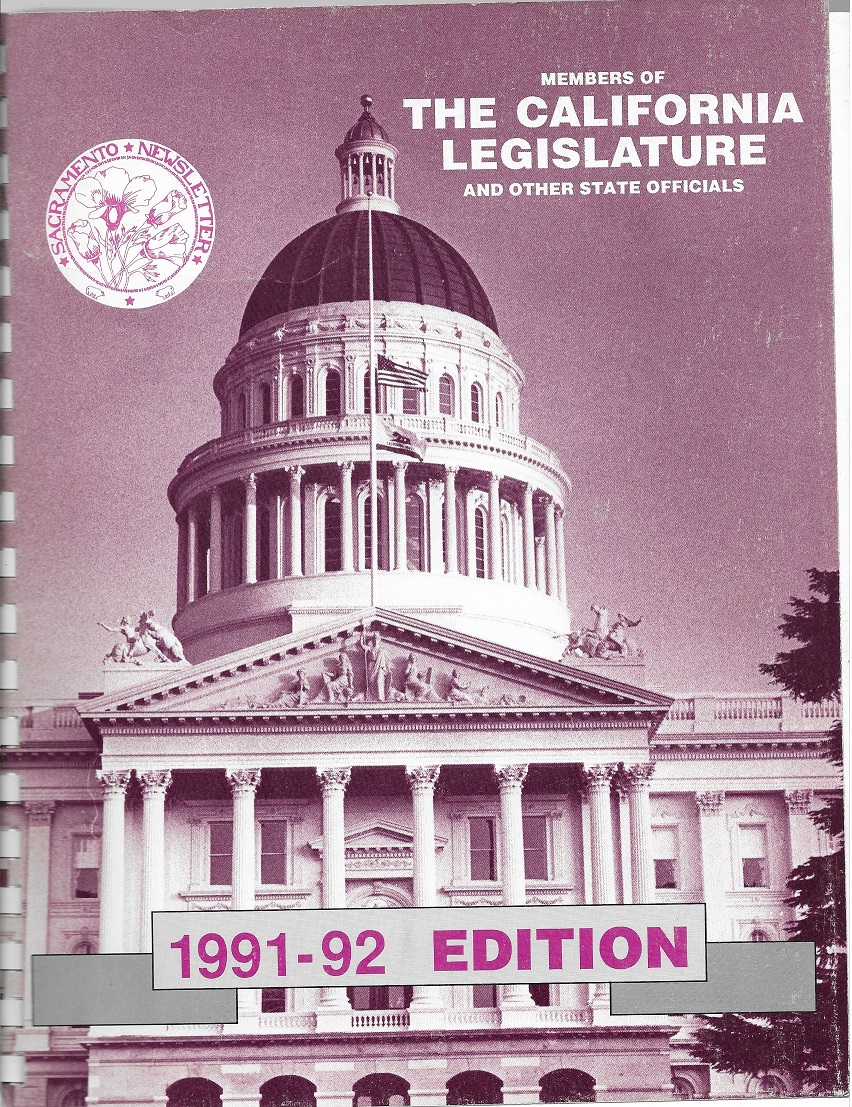 MEMBERS OF
THE CALIFORNIA
LEGISLATURE
AND OTHER STATE OFFICIALS
SACRAMENTO ★ NEWSLETTER
1991-92 EDITION